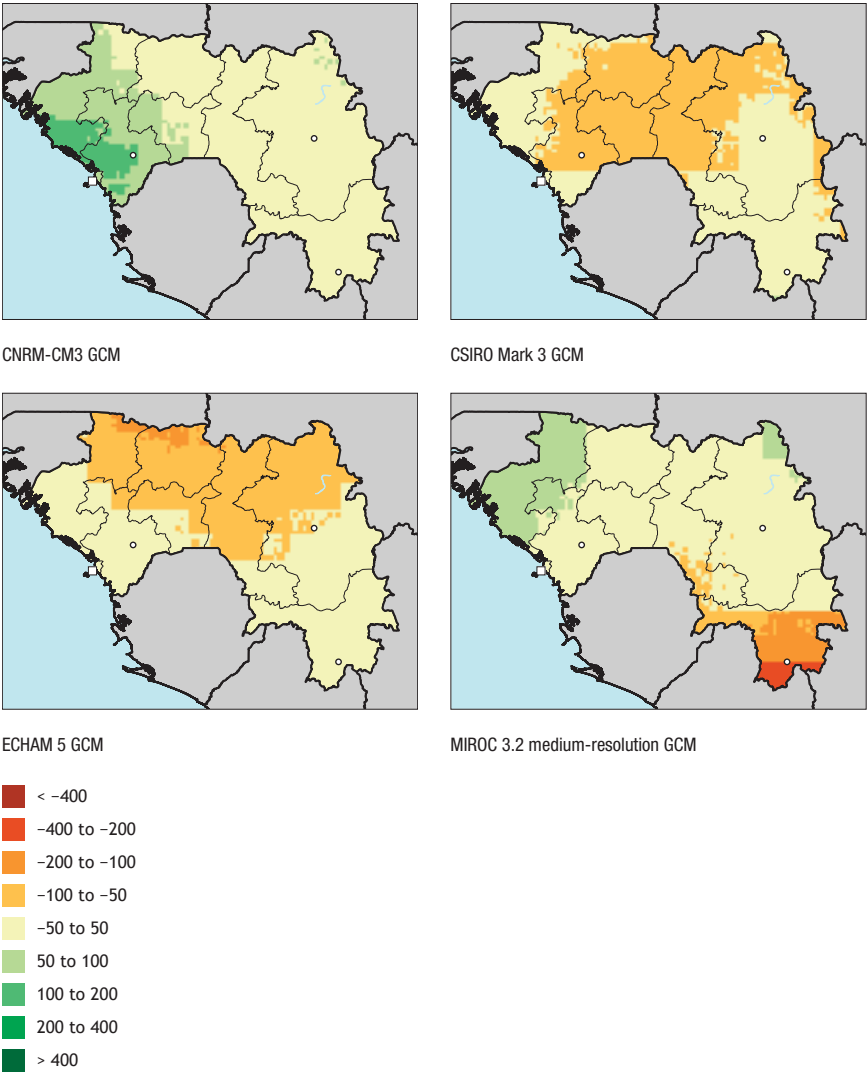 CNRM-CM3 GCM
CSIRO Mark 3 GCM
ECHAM 5 GCM
MIROC 3.2 medium-resolution GCM
< −400
−400 to −200
−200 to −100
−100 to −50
−50 to 50
50 to 100
100 to 200
200 to 400
> 400